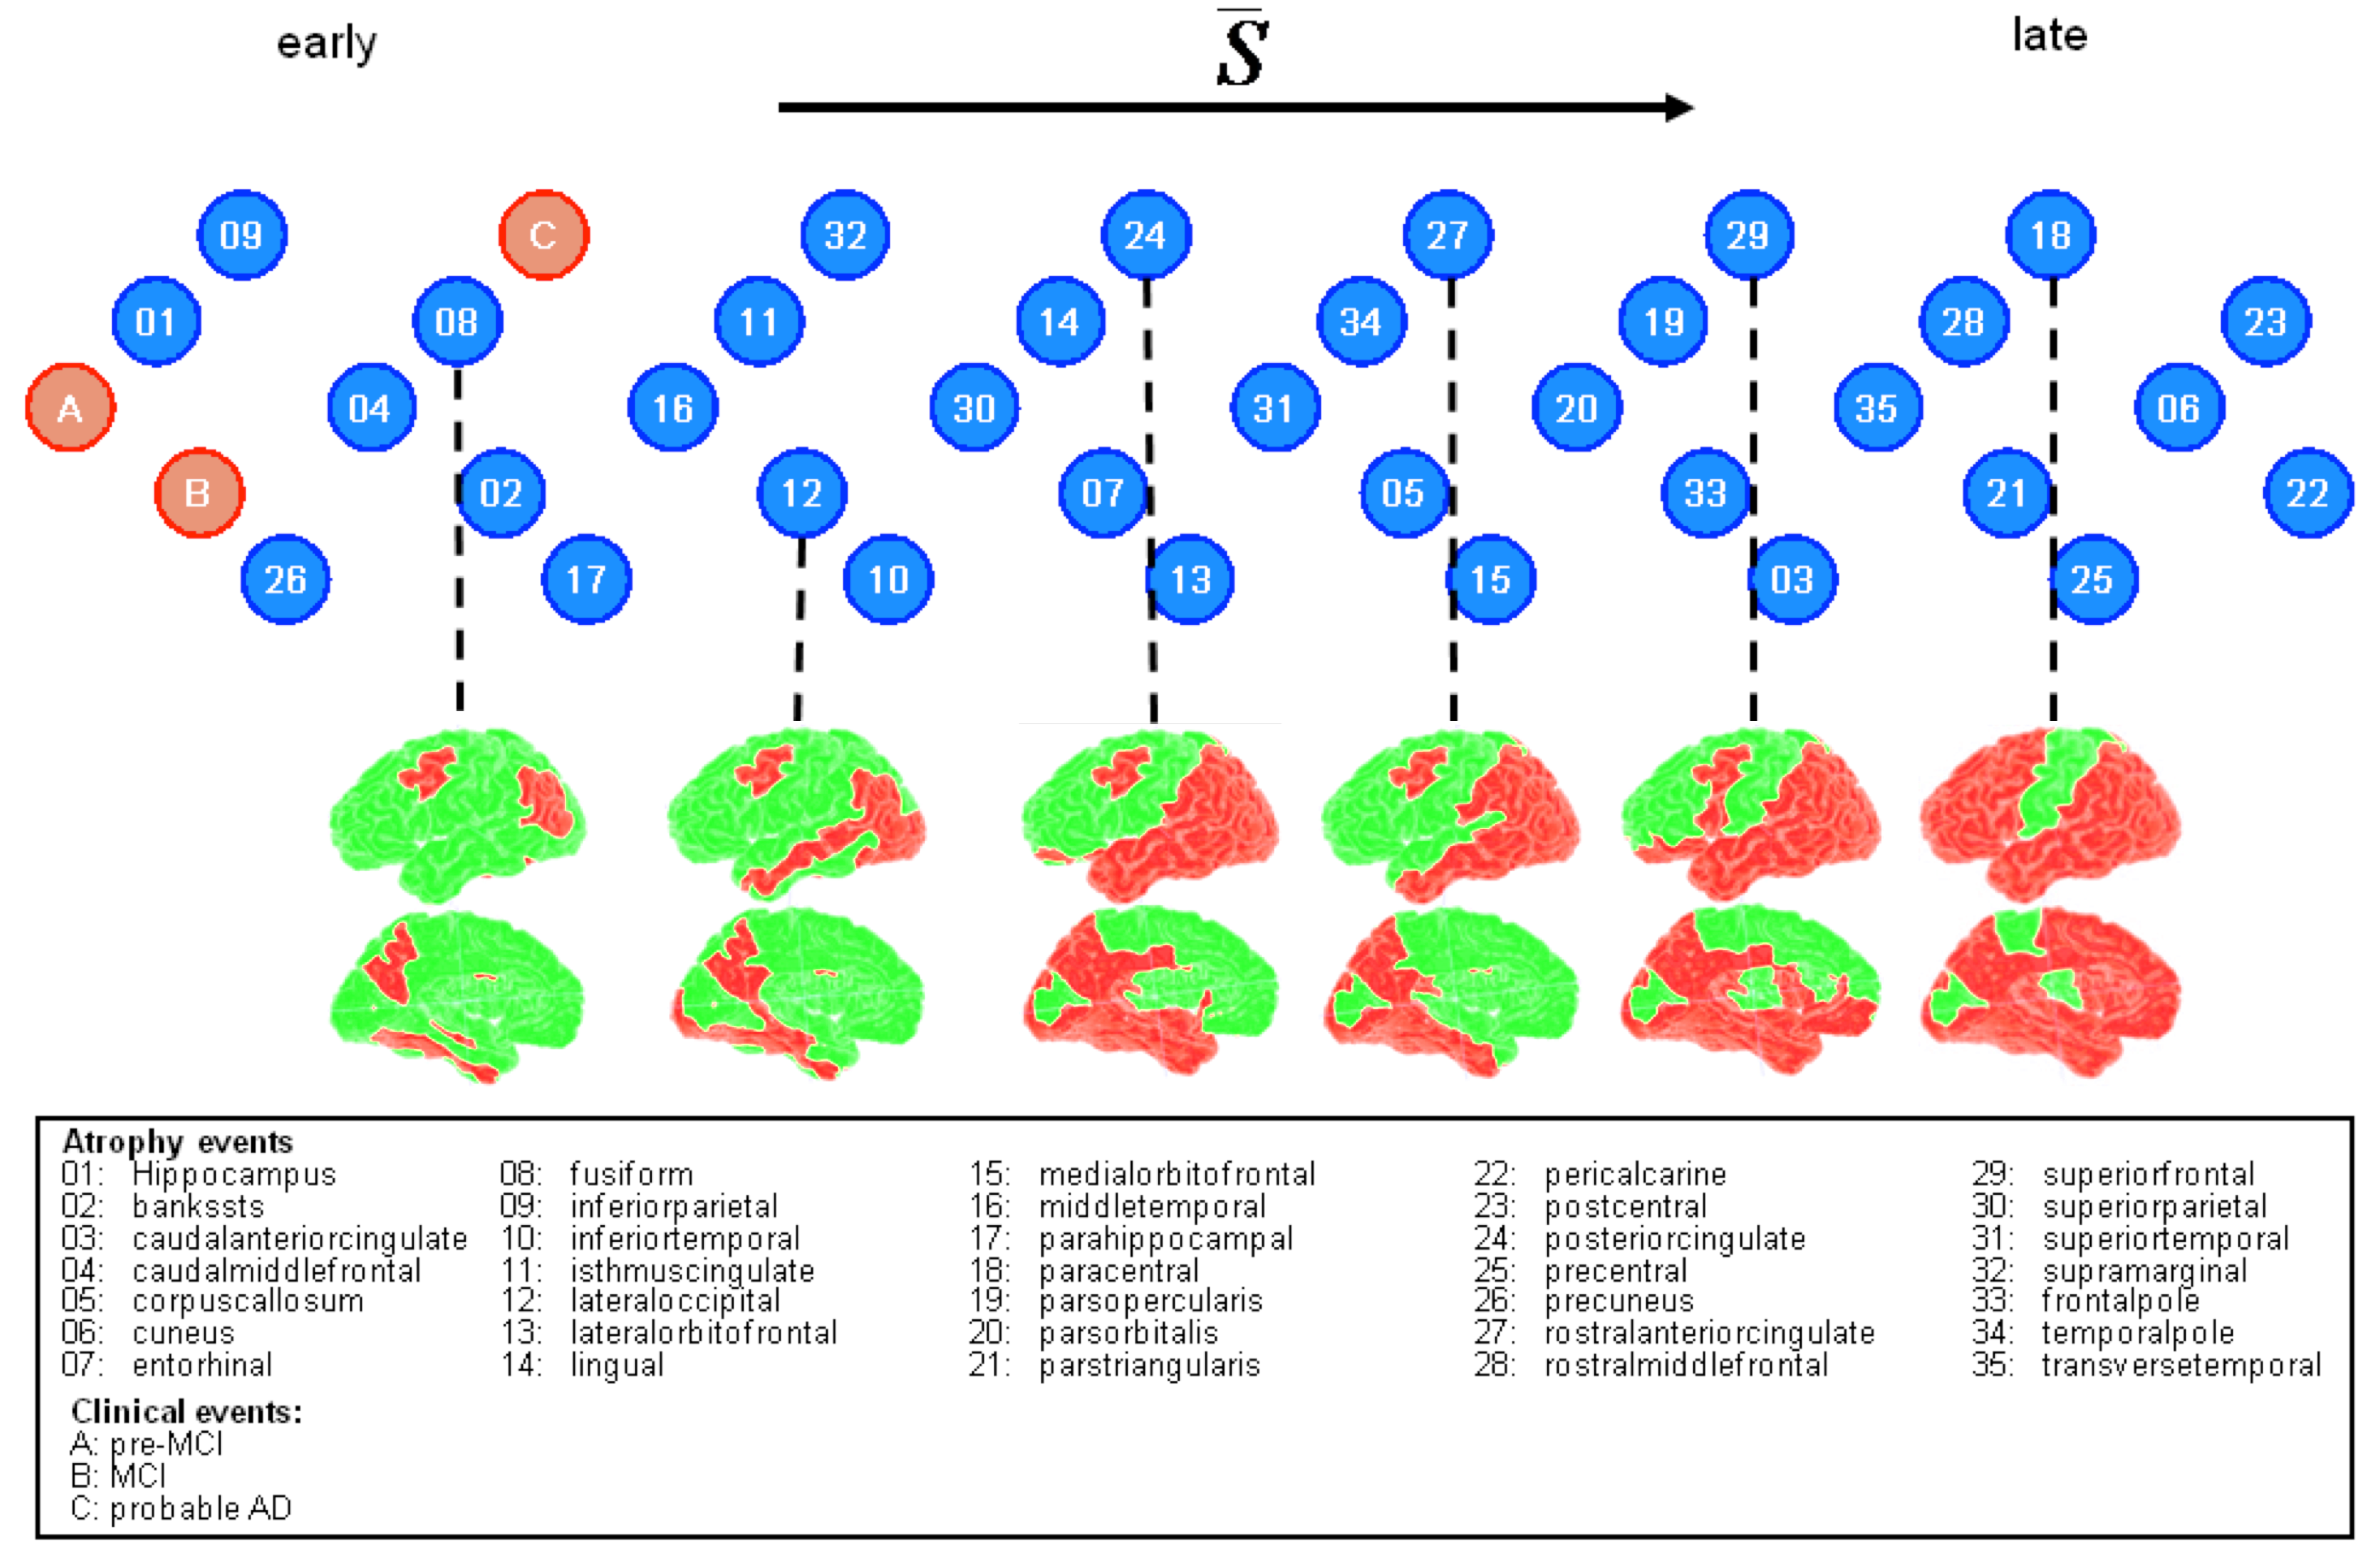 early
S
late
09
C
32
24
27
29
18
01
08
11
14
34
19
28
23
A
04
16
30
31
20
35
06
B
02
12
07
05
33
21
22
26
17
10
13
15
03
25
Atrophy events
01: Hippocampus
02: bankssts
03: caudalanteriorcingulate
04: caudalmiddlefrontal
05: corpuscallosum
06: cuneus
07: entorhinal
08: fusiform
09: inferiorparietal
10: inferiortemporal
11: isthmuscingulate
12: lateraloccipital
13: lateralorbitofrontal
14: lingual
15: medialorbitofrontal
16: middletemporal
17: parahippocampal
18: paracentral
19: parsopercularis
20: parsorbitalis
21: parstriangularis
22: pericalcarine
23: postcentral
24: posteriorcingulate
25: precentral
26: precuneus
27: rostralanteriorcingulate
28: rostralmiddlefrontal
29: superiorfrontal
30: superiorparietal
31: superiortemporal
32: supramarginal
33: frontalpole
34: temporalpole
35: transversetemporal
Clinical events:
A: pre-MCI
B: MCI
C: probable AD